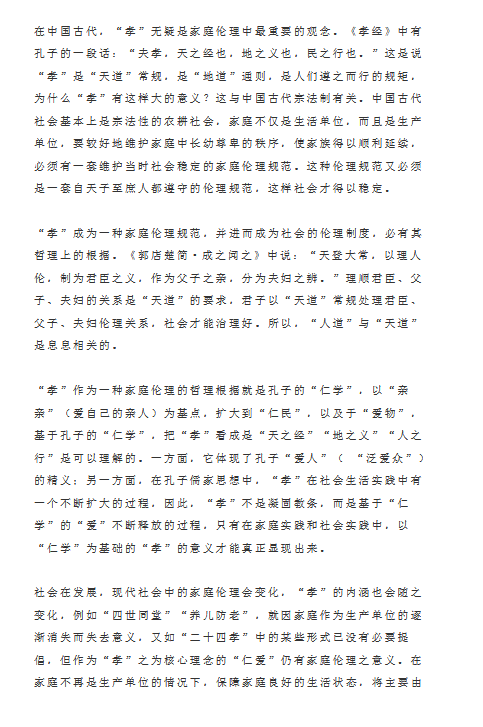 在中国古代，“孝”无疑是家庭伦理中最重要的观念。《孝经》中有
孔子的一段话：“夫孝，天之经也，地之义也，民之行也。”这是说
“孝”是“天道”常规，是“地道”通则，是人们遵之而行的规矩，
为什么“孝”有这样大的意义？这与中国古代宗法制有关。中国古代
社会基本上是宗法性的农耕社会，家庭不仅是生活单位，而且是生产
单位，要较好地维护家庭中长幼尊卑的秩序，使家族得以顺利延续，
必须有一套维护当时社会稳定的家庭伦理规范。这种伦理规范又必须
是一套自天子至庶人都遵守的伦理规范，这样社会才得以稳定。
“孝”成为一种家庭伦理规范，并进而成为社会的伦理制度，必有其
哲理上的根据。《郭店楚简·成之闻之》中说：“天登大常，以理人
伦，制为君臣之义，作为父子之亲，分为夫妇之辨。”理顺君臣、父
子、夫妇的关系是“天道”的要求，君子以“天道”常规处理君臣、
父子、夫妇伦理关系，社会才能治理好。所以，“人道”与“天道”
是息息相关的。
“孝”作为一种家庭伦理的哲理根据就是孔子的“仁学”，以“亲
亲”（爱自己的亲人）为基点，扩大到“仁民”，以及于“爱物”，
基于孔子的“仁学”，把“孝”看成是“天之经”“地之义”“人之
行”是可以理解的。一方面，它体现了孔子“爱人”（ “泛爱众”）
的精义；另一方面，在孔子儒家思想中，“孝”在社会生活实践中有
一个不断扩大的过程，因此，“孝”不是凝固教条，而是基于“仁
学”的“爱”不断释放的过程，只有在家庭实践和社会实践中，以
“仁学”为基础的“孝”的意义才能真正显现出来。
社会在发展，现代社会中的家庭伦理会变化，“孝”的内涵也会随之
变化，例如“四世同堂”“养儿防老”，就因家庭作为生产单位的逐
渐消失而失去意义，又如“二十四孝”中的某些形式已没有必要提
倡，但作为“孝”之为核心理念的“仁爱”仍有家庭伦理之意义。在
家庭不再是生产单位的情况下，保障家庭良好的生活状态，将主要由